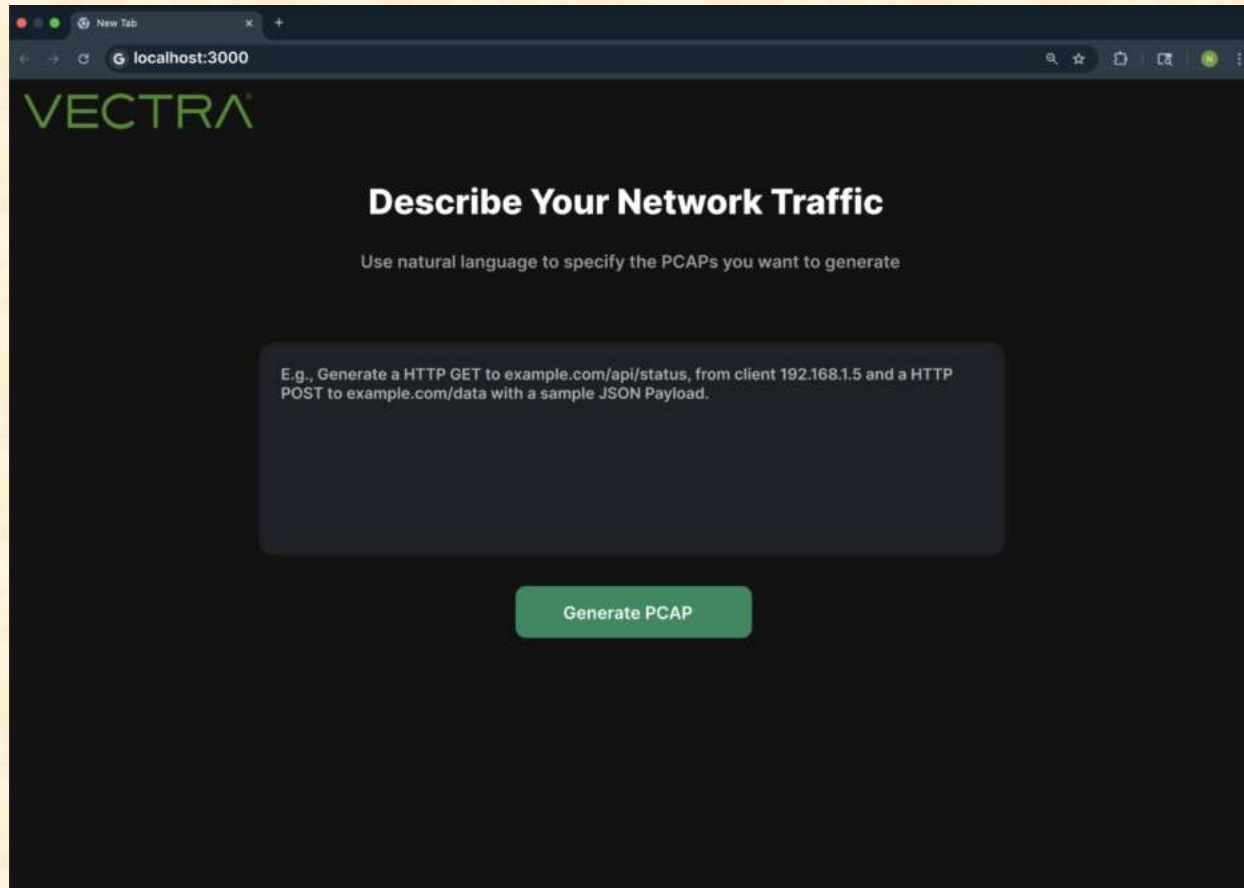 New Tab
localhost:3000
N
VECTRA®
Describe Your Network Traffic
Use natural language to specify the PCAPs you want to generate
E.g., Generate a HTTP GET to example.com/api/status, from client 192.168.1.5 and a HTTP
POST to example.com/data with a sample JSON Payload.
Generate PCAP